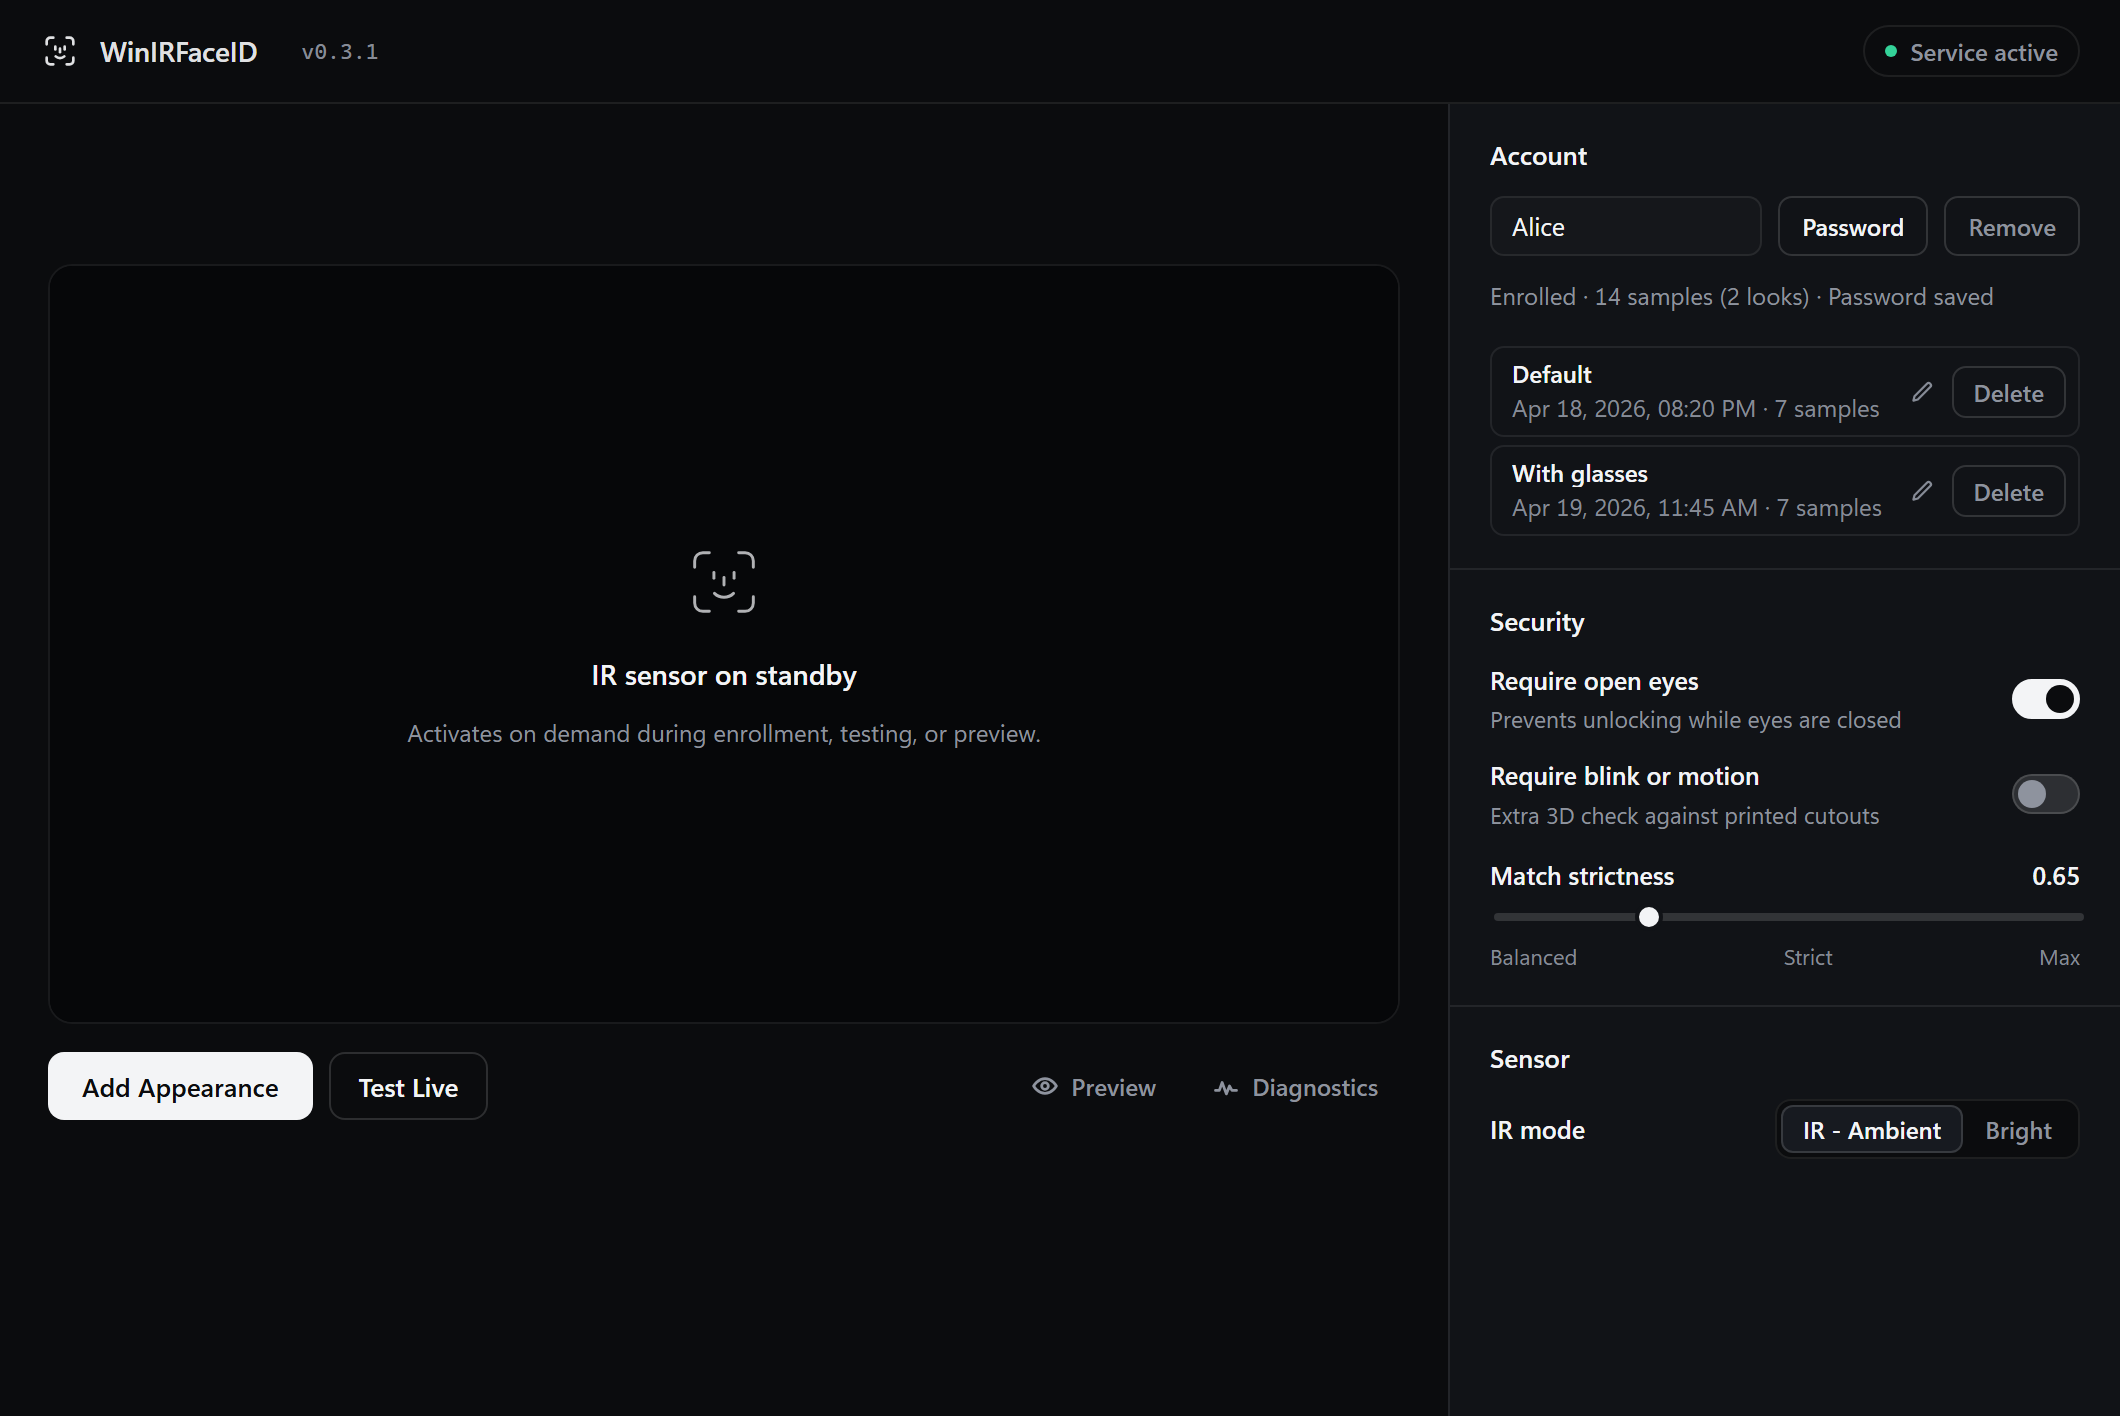 WinIRFaceID v0.3.1
Service active
IR sensor on standby
Activates on demand during enrollment, testing, or preview.
Add Appearance
Test Live
Preview
Diagnostics
Account
Alice
Password
Remove
Enrolled · 14 samples (2 looks) · Password saved
Default
Apr 18, 2026, 08:20 PM · 7 samples
Delete
With glasses
Apr 19, 2026, 11:45 AM · 7 samples
Delete
Security
Require open eyes
Prevents unlocking while eyes are closed
Require blink or motion
Extra 3D check against printed cutouts
Match strictness 0.65
Balanced Strict Max
Sensor
IR mode
IR - Ambient
Bright